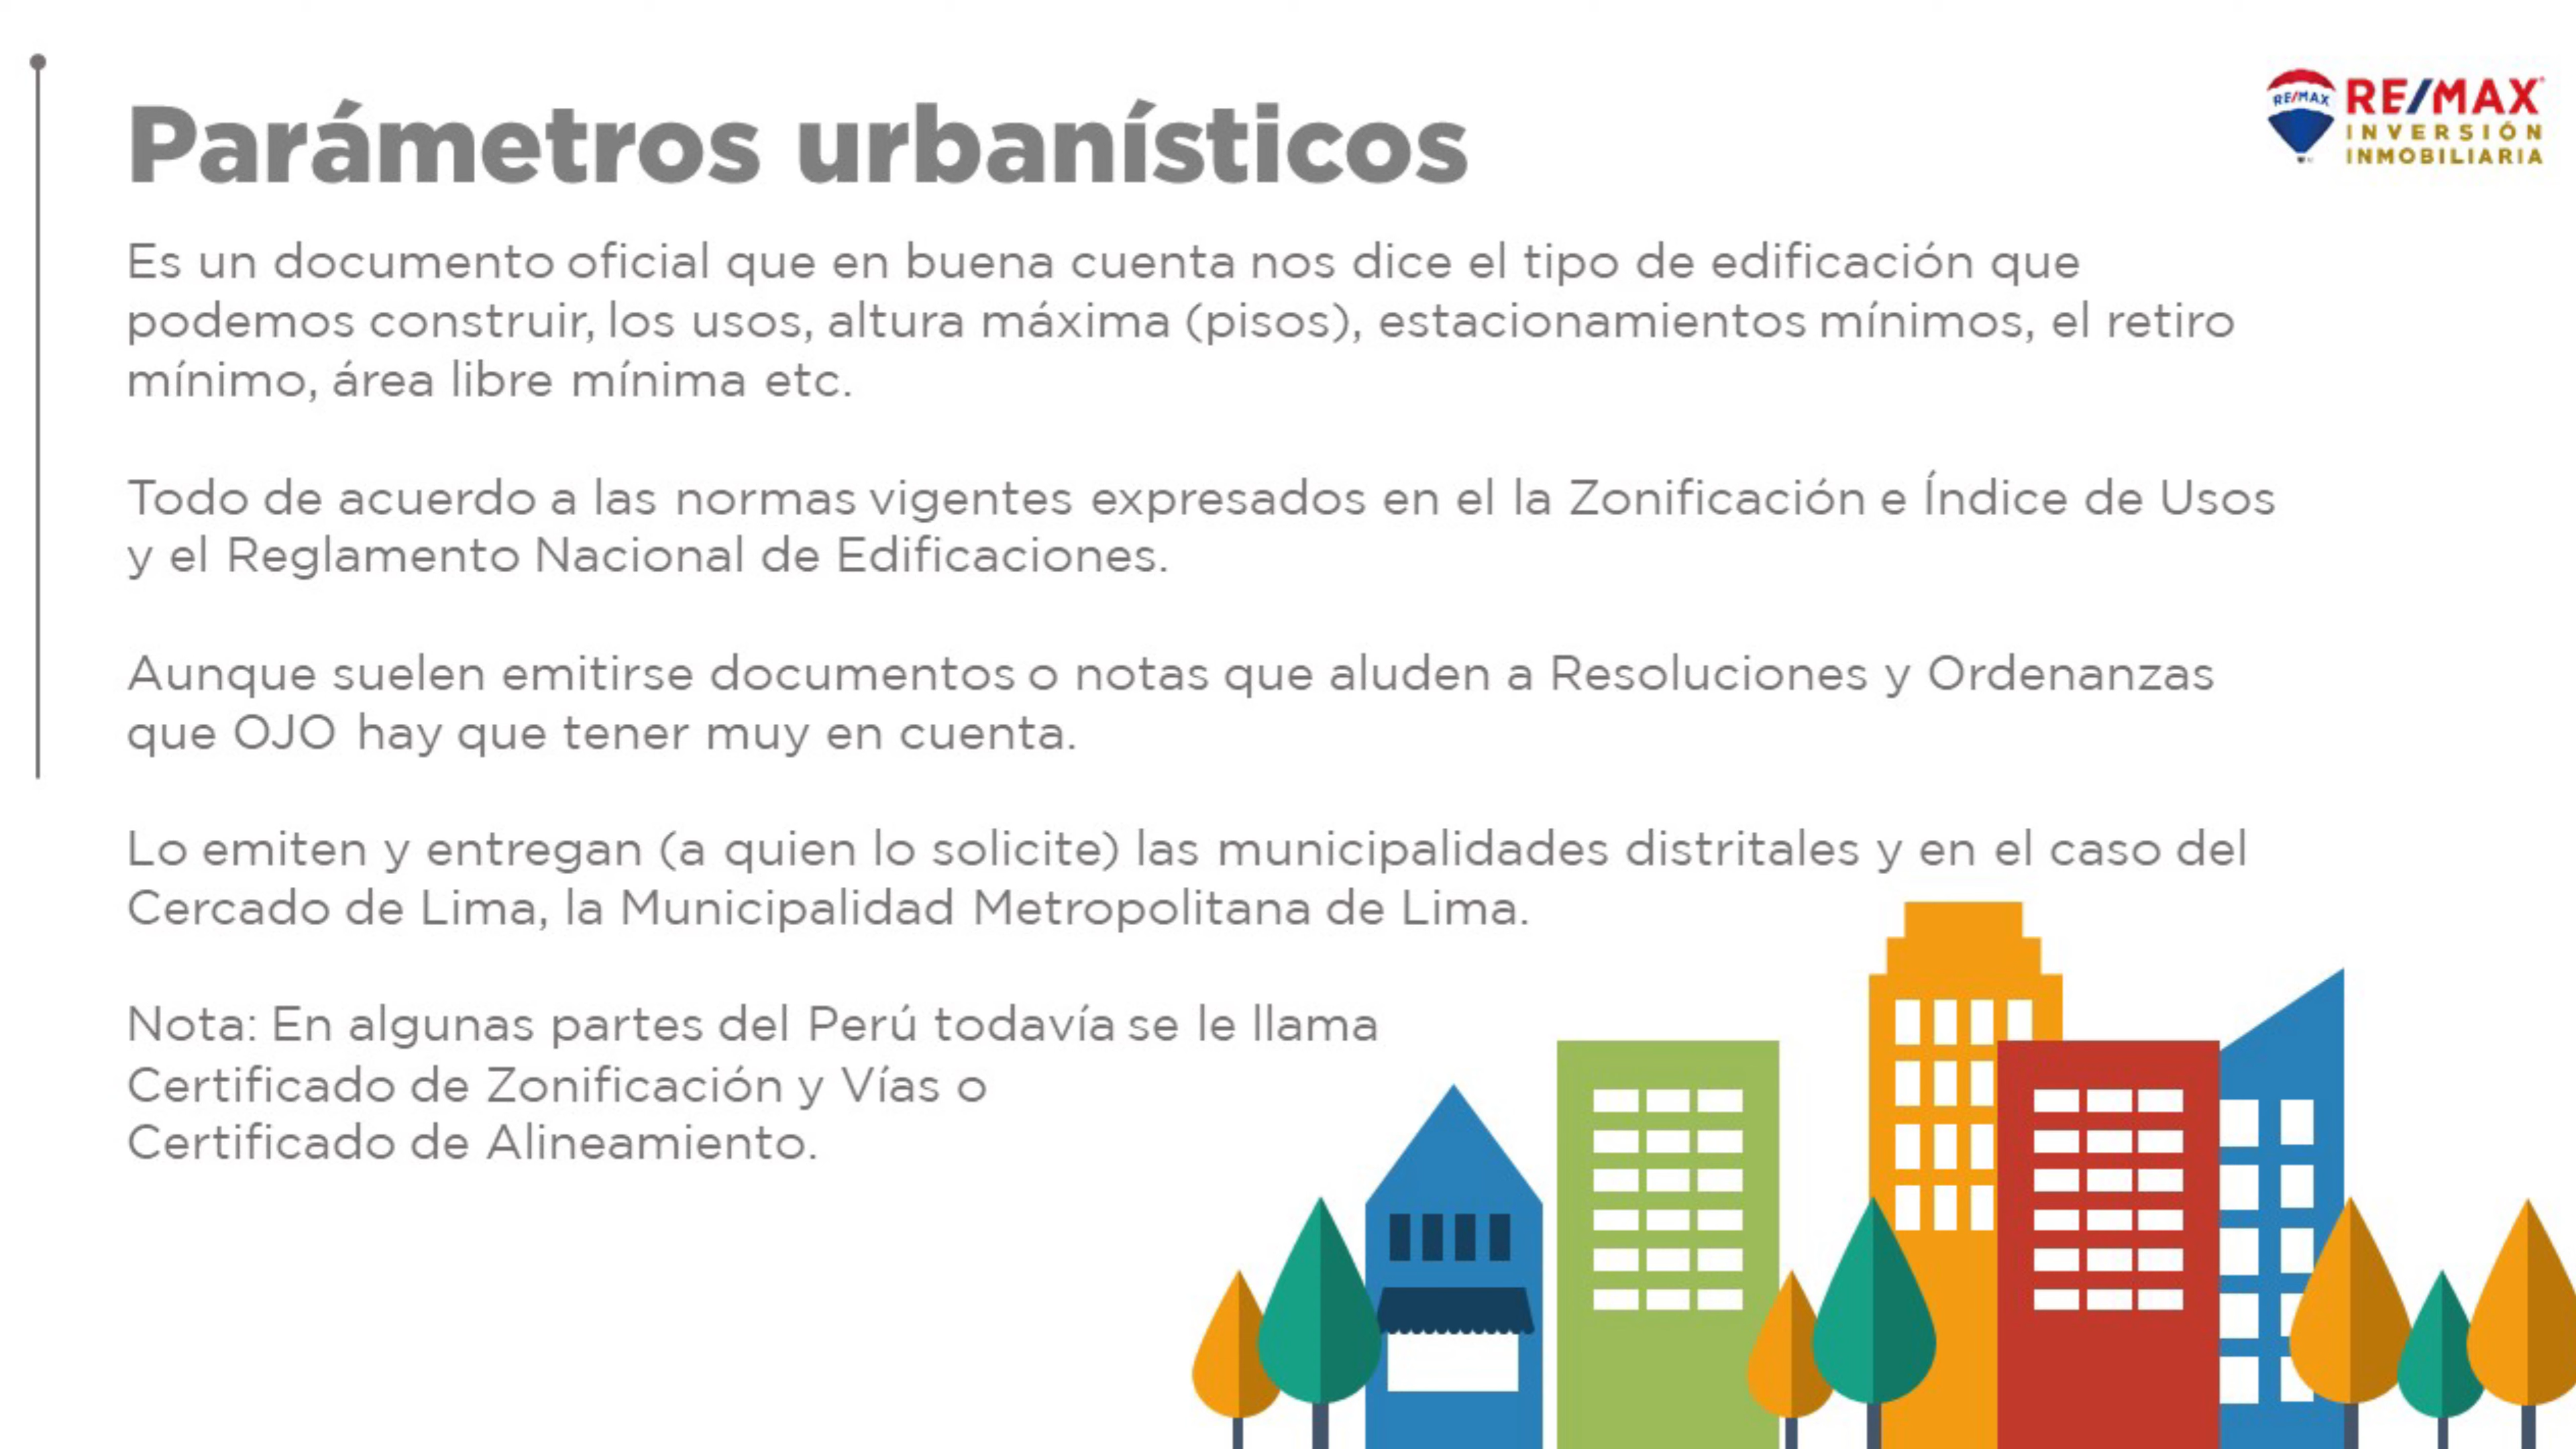 Parámetros urbanísticos
RE/MAX
RE/MAX
INVERSIÓN
INMOBILIARIA
Es un documento oficial que en buena cuenta nos dice el tipo de edificación que
podemos construir, los usos, altura máxima (pisos), estacionamientos mínimos, el retiro
mínimo, área libre mínima etc.
Todo de acuerdo a las normas vigentes expresados en el la Zonificación e Índice de Usos
y el Reglamento Nacional de Edificaciones.
Aunque suelen emitirse documentos o notas que aluden a Resoluciones y Ordenanzas
que OJO hay que tener muy en cuenta.
Lo emiten y entregan (a quien lo solicite) las municipalidades distritales y en el caso del
Cercado de Lima, la Municipalidad Metropolitana de Lima.
Nota: En algunas partes del Perú todavía se le llama
Certificado de Zonificación y Vías o
Certificado de Alineamiento.